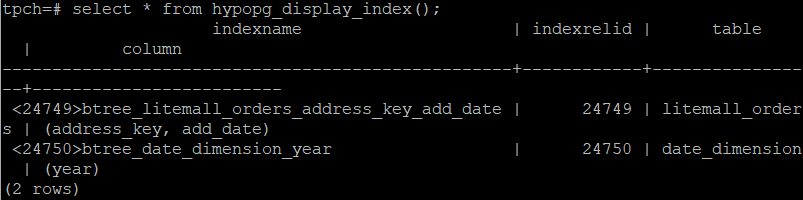 tpch=# select * from hypopg_display_index();
indexname | indexrelid | table
| column
-----------------------------------------------------+------------+---------------
--+--------------------------
<24749>btree_litemall_orders_address_key_add_date | 24749 | litemall_order
s | (address_key, add_date)
<24750>btree_date_dimension_year | 24750 | date_dimension
| (year)
(2 rows)